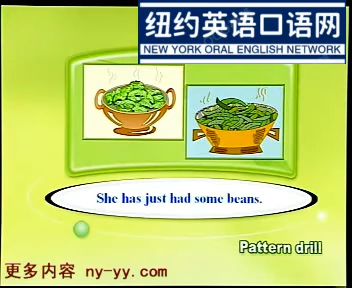 纽约英语口语网
NEW YORK ORAL ENGLISH NETWORK
She has just had some beans.
Pattern drill
更多内容 ny-yy.com